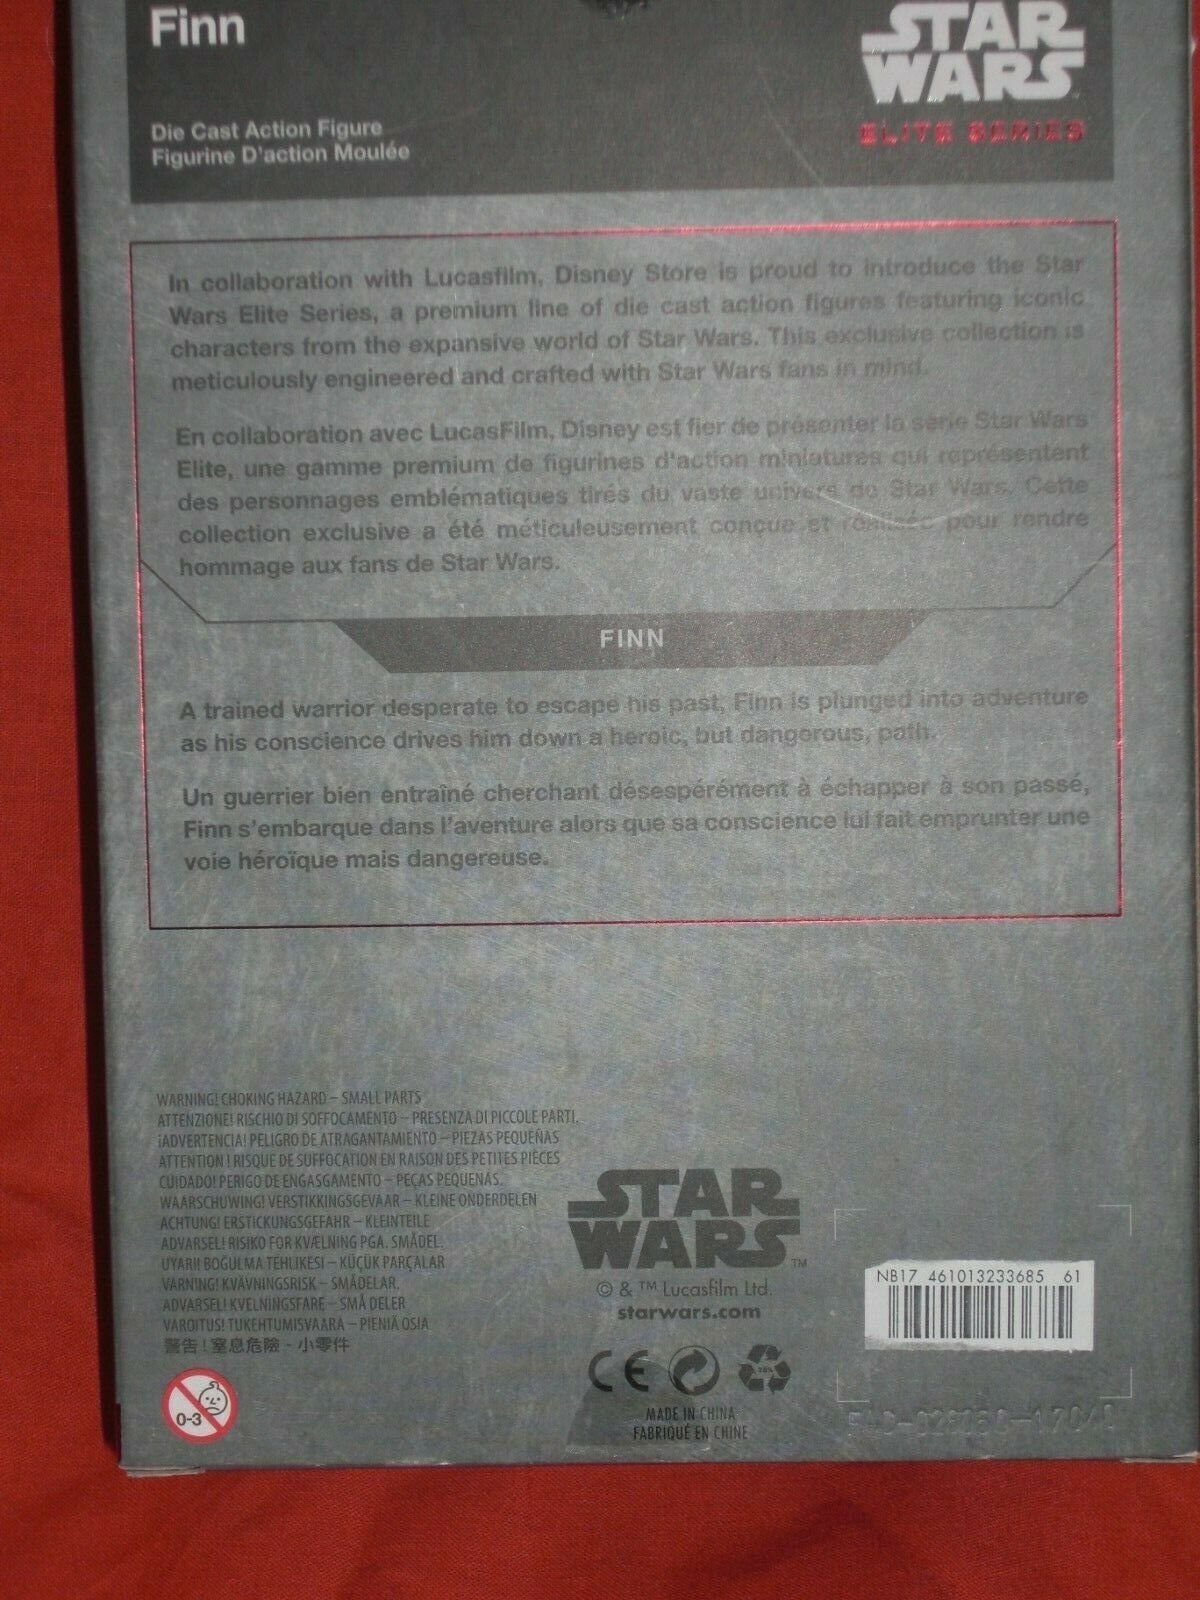 Finn
STAR
WARS
ELITE SERIES
Die Cast Action Figure
Figurine D'action Moulée
In collaboration with Lucasfilm, Disney Store is proud to introduce the Star
Wars Elite Series, a premium line of die cast action figures featuring iconic
characters from the expansive world of Star Wars. This exclusive collection is
meticulously engineered and crafted with Star Wars fans in mind.
En collaboration avec LucasFilm, Disney est fier de présenter la série Star Wars
Elite, une gamme premium de figurines d'action miniatures qui représentent
des personnages emblématiques tirés du vaste univers de Star Wars. Cette
collection exclusive a été méticuleusement conçue et réalisée pour rendre
hommage aux fans de Star Wars.
FINN
A trained warrior desperate to escape his past, Finn is plunged into adventure
as his conscience drives him down a heroic, but dangerous, path.
Un guerrier bien entraîné cherchant désespérément à échapper à son passé,
Finn s'embarque dans l'aventure alors que sa conscience lui fait emprunter une
voie héroïque mais dangereuse.
WARNING! CHOKING HAZARD – SMALL PARTS
ATTENZIONE! RISCHIO DI SOFFOCAMENTO – PRESENZA DI PICCOLE PARTI.
¡ADVERTENCIA! PELIGRO DE ATRAGANTAMIENTO – PIEZAS PEQUEÑAS
ATTENTION ! RISQUE DE SUFFOCATION EN RAISON DES PETITES PIÈCES
CUIDADO! PERIGO DE ENGASGAMENTO – PEÇAS PEQUENAS.
WAARSCHUWING! VERSTIKKINGSGEVAAR – KLEINE ONDERDELEN
ACHTUNG! ERSTICKUNGSGEFAHR – KLEINTEILE
ADVARSEL! RISIKO FOR KVÆLNING PGA. SMÅDEL.
UYARI! BOĞULMA TEHLIKESI – KÜÇÜK PARÇALAR
VARNING! KVÄVNINGSRISK – SMÅDELAR.
ADVARSEL! KVELNINGSFARE – SMÅ DELER
VAROITUS! TUKEHTUMISVAARA – PIENIÄ OSIA
警告！窒息危險 - 小零件
0-3
STAR
WARS™
© & ™ Lucasfilm Ltd.
starwars.com
CE
MADE IN CHINA
FABRIQUÉ EN CHINE
NB17 461013233685 61